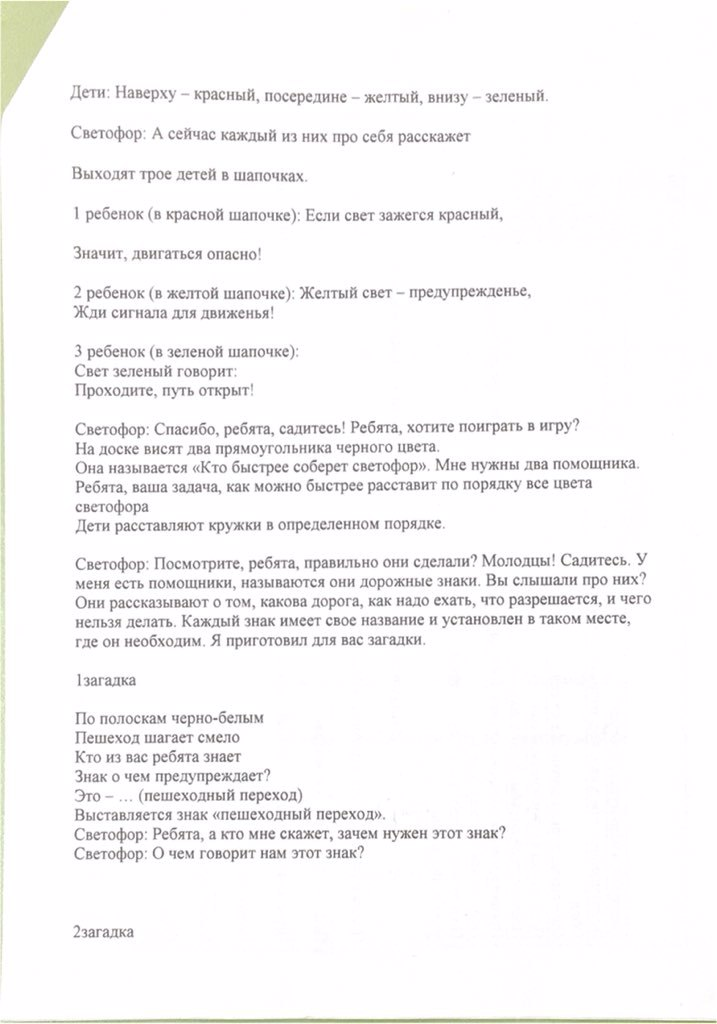 Дети: Наверху – красный, посередине – желтый, внизу – зеленый.
Светофор: А сейчас каждый из них про себя расскажет
Выходят трое детей в шапочках.
1 ребенок (в красной шапочке): Если свет зажегся красный,
Значит, двигаться опасно!
2 ребенок (в желтой шапочке): Желтый свет – предупрежденье,
Жди сигнала для движенья!
3 ребенок (в зеленой шапочке):
Свет зеленый говорит:
Проходите, путь открыт!
Светофор: Спасибо, ребята, садитесь! Ребята, хотите поиграть в игру?
На доске висят два прямоугольника черного цвета.
Она называется «Кто быстрее соберет светофор». Мне нужны два помощника.
Ребята, ваша задача, как можно быстрее расставит по порядку все цвета
светофора
Дети расставляют кружки в определенном порядке.
Светофор: Посмотрите, ребята, правильно они сделали? Молодцы! Садитесь. У
меня есть помощники, называются они дорожные знаки. Вы слышали про них?
Они рассказывают о том, какова дорога, как надо ехать, что разрешается, и чего
нельзя делать. Каждый знак имеет свое название и установлен в таком месте,
где он необходим. Я приготовил для вас загадки.
1загадка
По полоскам черно-белым
Пешеход шагает смело
Кто из вас ребята знает
Знак о чем предупреждает?
Это – … (пешеходный переход)
Выставляется знак «пешеходный переход».
Светофор: Ребята, а кто мне скажет, зачем нужен этот знак?
Светофор: О чем говорит нам этот знак?
2загадка